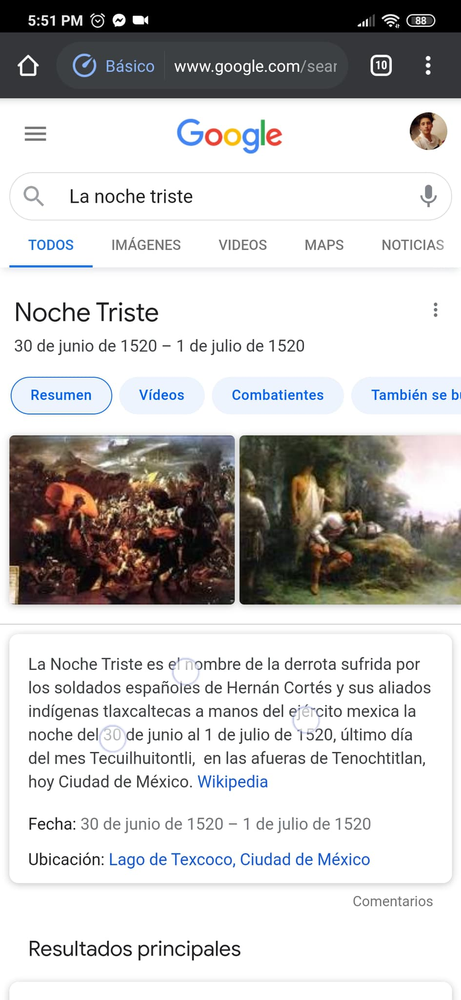 5:51 PM
88
Básico
www.google.com/sear
10
Google
La noche triste
TODOS IMÁGENES VIDEOS MAPS NOTICIAS
Noche Triste
30 de junio de 1520 – 1 de julio de 1520
Resumen Vídeos Combatientes También se bu
La Noche Triste es el nombre de la derrota sufrida por
los soldados españoles de Hernán Cortés y sus aliados
indígenas tlaxcaltecas a manos del ejército mexica la
noche del 30 de junio al 1 de julio de 1520, último día
del mes Tecuilhuitontli, en las afueras de Tenochtitlan,
hoy Ciudad de México. Wikipedia
Fecha: 30 de junio de 1520 – 1 de julio de 1520
Ubicación: Lago de Texcoco, Ciudad de México
Comentarios
Resultados principales